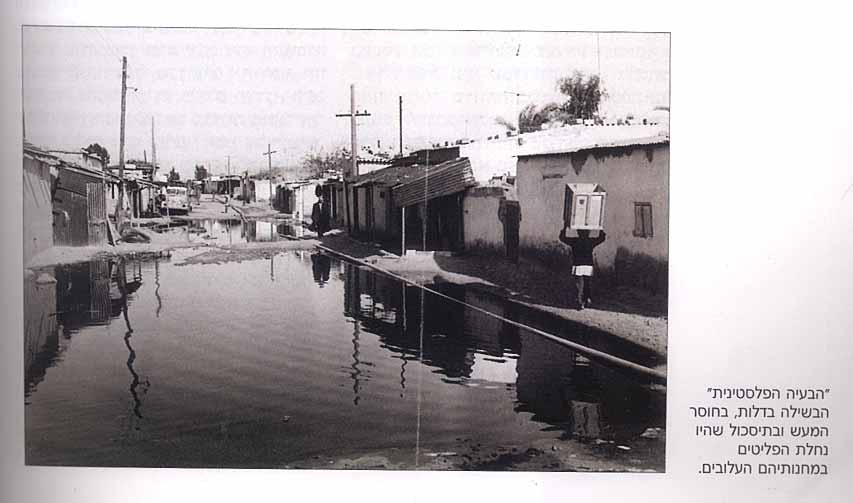 "הבעיה הפלסטינית"
הבשילה בדלות, בחוסר
המעש ובתיסכול שהיו
נחלת הפליטים
במחנותיהם העלובים.